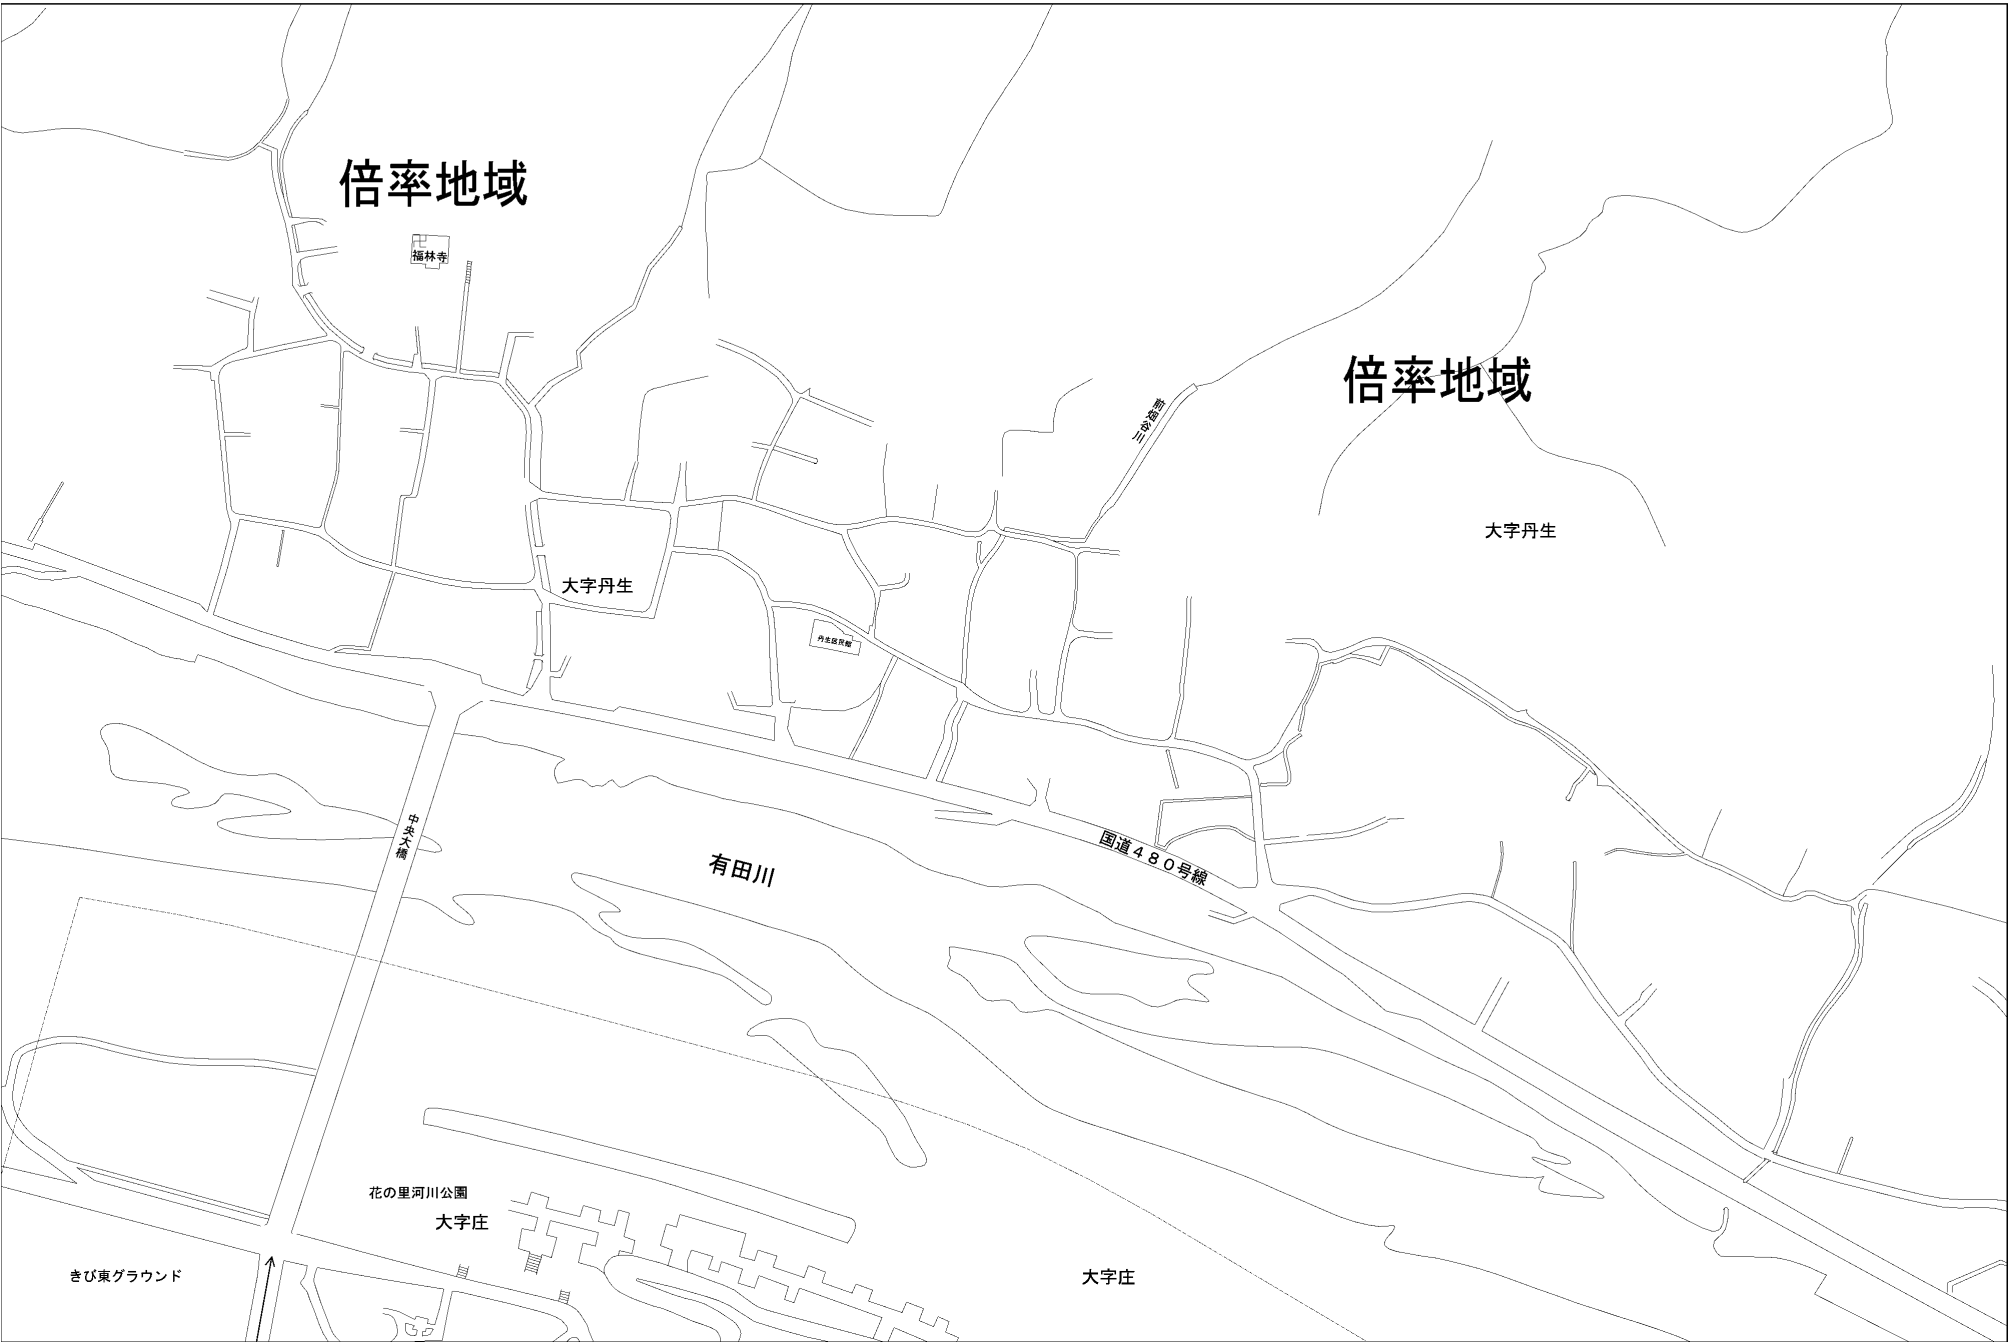 倍率地域
福林寺
倍率地域
前畑谷川
大字丹生
大字丹生
丹生区民館
中央大橋
国道４８０号線
有田川
花の里河川公園
大字庄
きび東グラウンド
大字庄